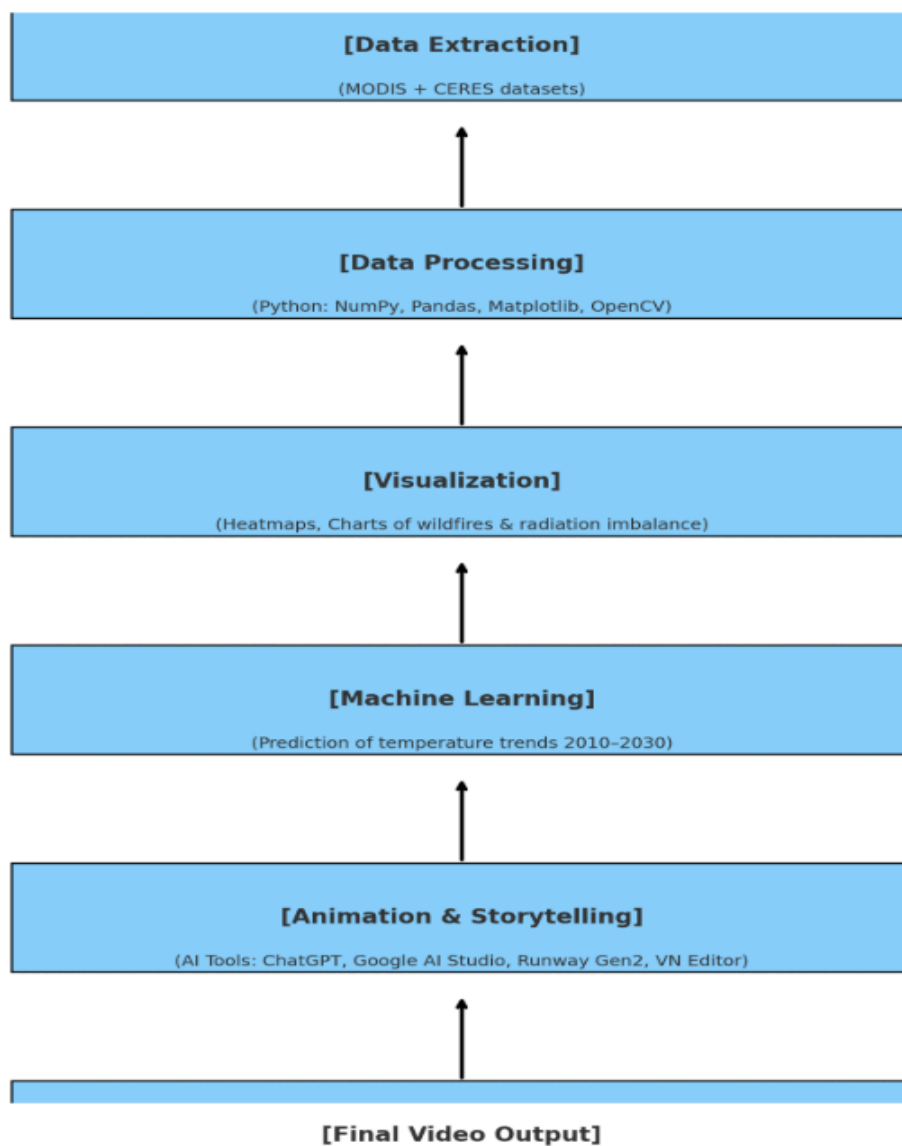 [Data Extraction]
(MODIS + CERES datasets)
[Data Processing]
(Python: NumPy, Pandas, Matplotlib, OpenCV)
[Visualization]
(Heatmaps, Charts of wildfires & radiation imbalance)
[Machine Learning]
(Prediction of temperature trends 2010–2030)
[Animation & Storytelling]
(AI Tools: ChatGPT, Google AI Studio, Runway Gen2, VN Editor)
[Final Video Output]